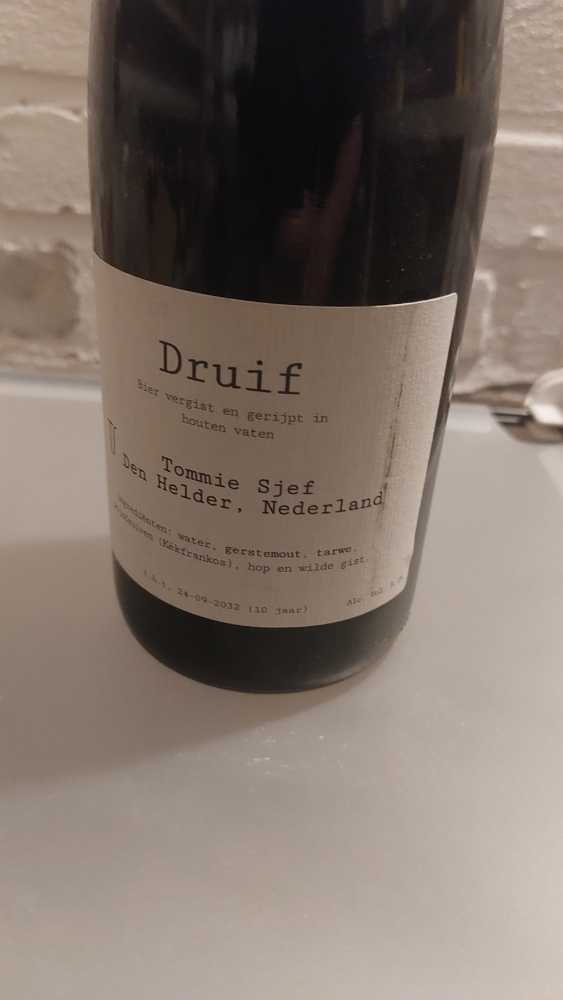 Druif
Bier vergist en gerijpt in
houten vaten
Tommie Sjef
Den Helder, Nederland
water, gerstemout, tarwe,
(Kékfrankos), hop en wilde gist.
24-09-2032 (10 jaar)
Alc.